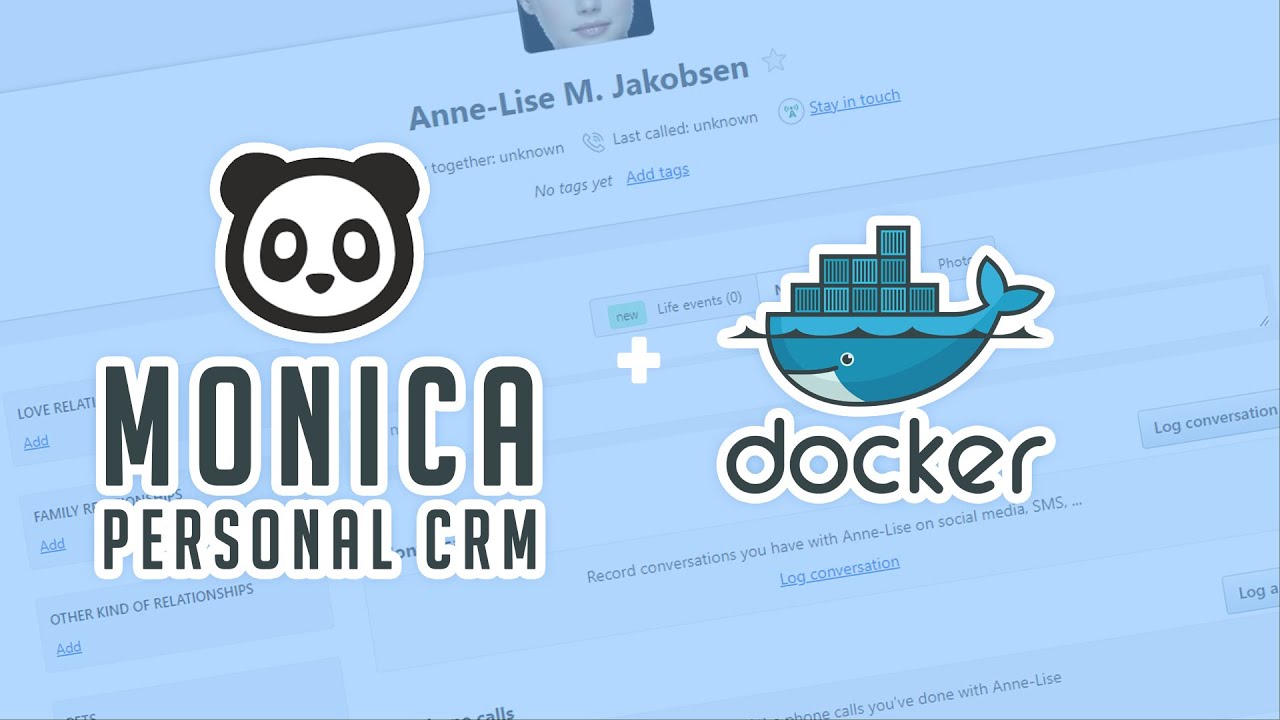 Anne-Lise M. Jakobsen
together: unknown
Last called: unknown
Stay in touch
No tags yet Add tags
new Life events (0)
MONICA
PERSONAL CRM
docker
LOVE
Add
FAMILY
Add
OTHER KIND OF RELATIONSHIPS
Add
PETS
Log conversation
Record conversations you have with Anne-Lise on social media, SMS, ...
Log conversation
Log
calls
phone calls you've done with Anne-Lise